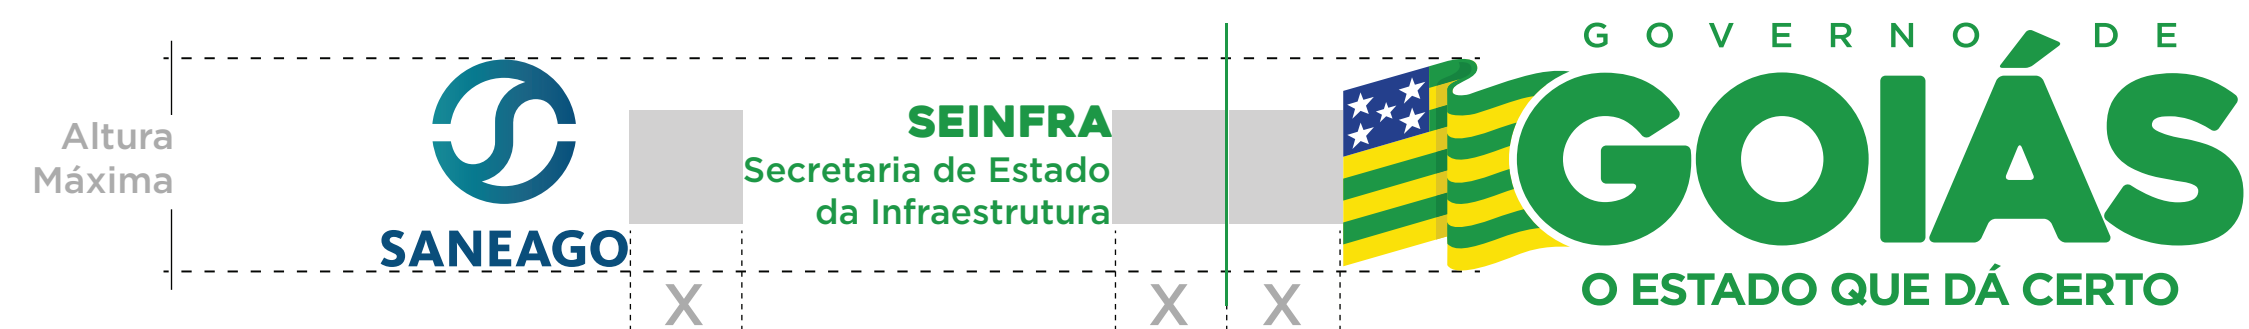 Altura
Máxima
SANEAGO
X
SEINFRA
Secretaria de Estado
da Infraestrutura
X
X
GOVERNO DE
GOIÁS
O ESTADO QUE DÁ CERTO